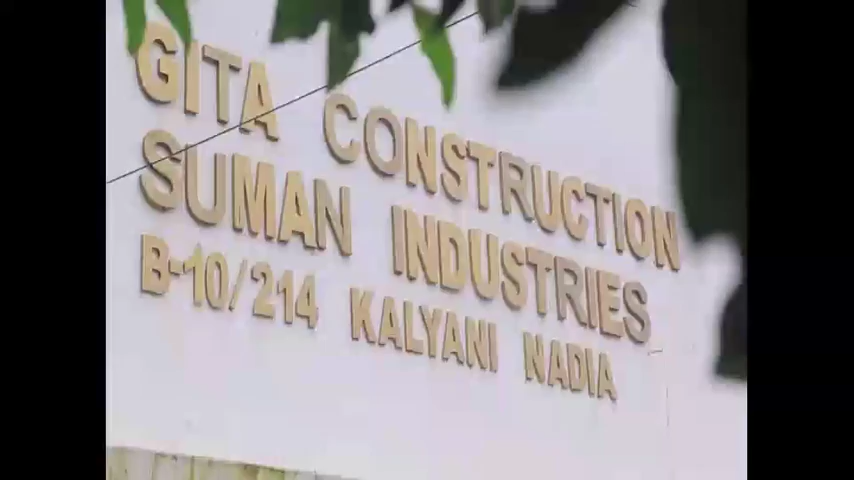 GITA CONSTRUCTION
SUMAN INDUSTRIES
B-10/214 KALYANI NADIA